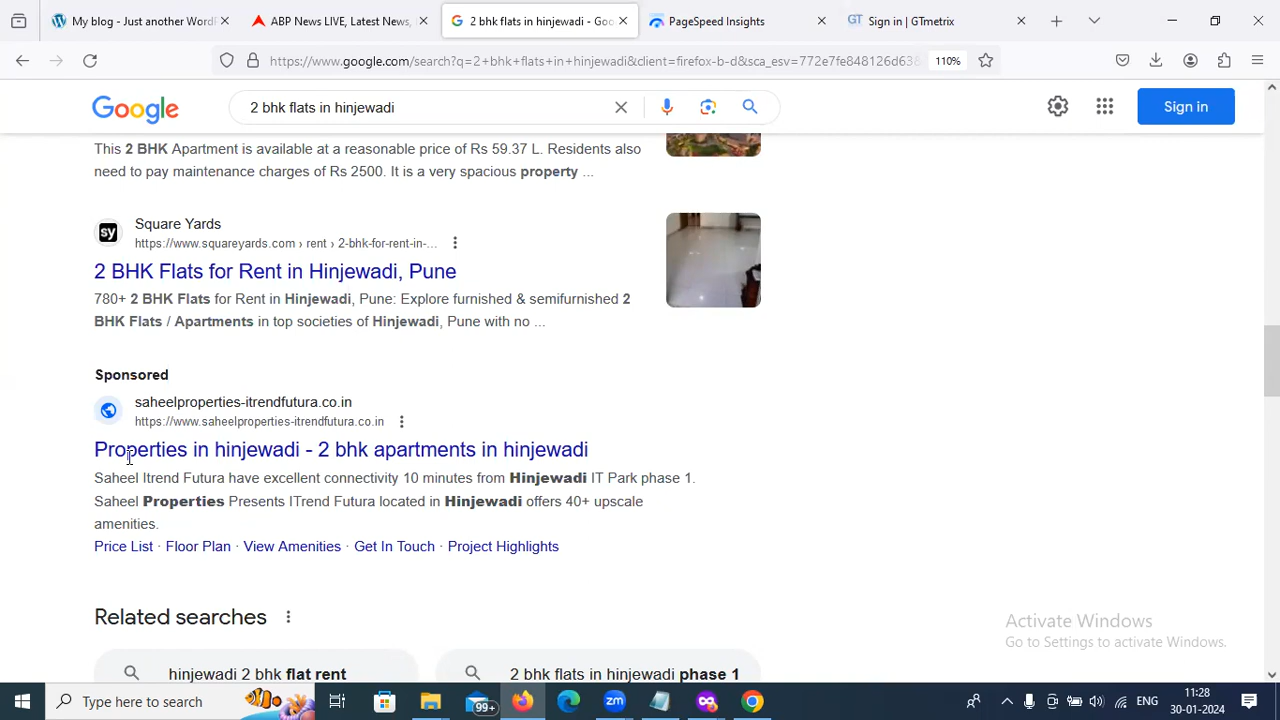 My blog - Just another WordP
ABP News LIVE, Latest News,
2 bhk flats in hinjewadi - Goo
PageSpeed Insights
Sign in | GTmetrix
https://www.google.com/search?q=2+bhk+flats+in+hinjewadi&client=firefox-b-d&sca_esv=772e7fe848126d638
110%
Google
2 bhk flats in hinjewadi
Sign in
This 2 BHK Apartment is available at a reasonable price of Rs 59.37 L. Residents also
need to pay maintenance charges of Rs 2500. It is a very spacious property ...
sy
Square Yards
https://www.squareyards.com › rent › 2-bhk-for-rent-in-...
2 BHK Flats for Rent in Hinjewadi, Pune
780+ 2 BHK Flats for Rent in Hinjewadi, Pune: Explore furnished & semifurnished 2
BHK Flats / Apartments in top societies of Hinjewadi, Pune with no ...
Sponsored
saheelproperties-itrendfutura.co.in
https://www.saheelproperties-itrendfutura.co.in
Properties in hinjewadi - 2 bhk apartments in hinjewadi
Saheel Itrend Futura have excellent connectivity 10 minutes from Hinjewadi IT Park phase 1.
Saheel Properties Presents ITrend Futura located in Hinjewadi offers 40+ upscale
amenities.
Price List · Floor Plan · View Amenities · Get In Touch · Project Highlights
Related searches
Activate Windows
Go to Settings to activate Windows.
hinjewadi 2 bhk flat rent
2 bhk flats in hinjewadi phase 1
Type here to search
99+
zm
ENG
11:28
30-01-2024